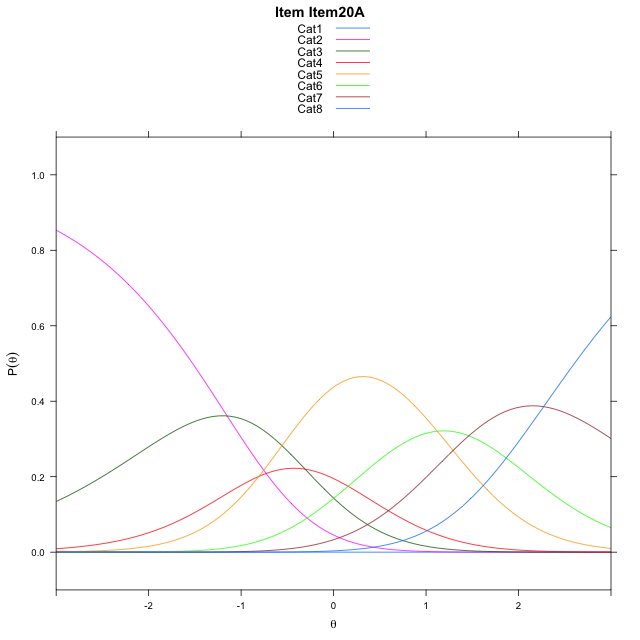 Item Item20A
Cat1
Cat2
Cat3
Cat4
Cat5
Cat6
Cat7
Cat8
1.0
0.8
0.6
0.4
0.2
0.0
P(θ)
-2 -1 0 1 2
θ